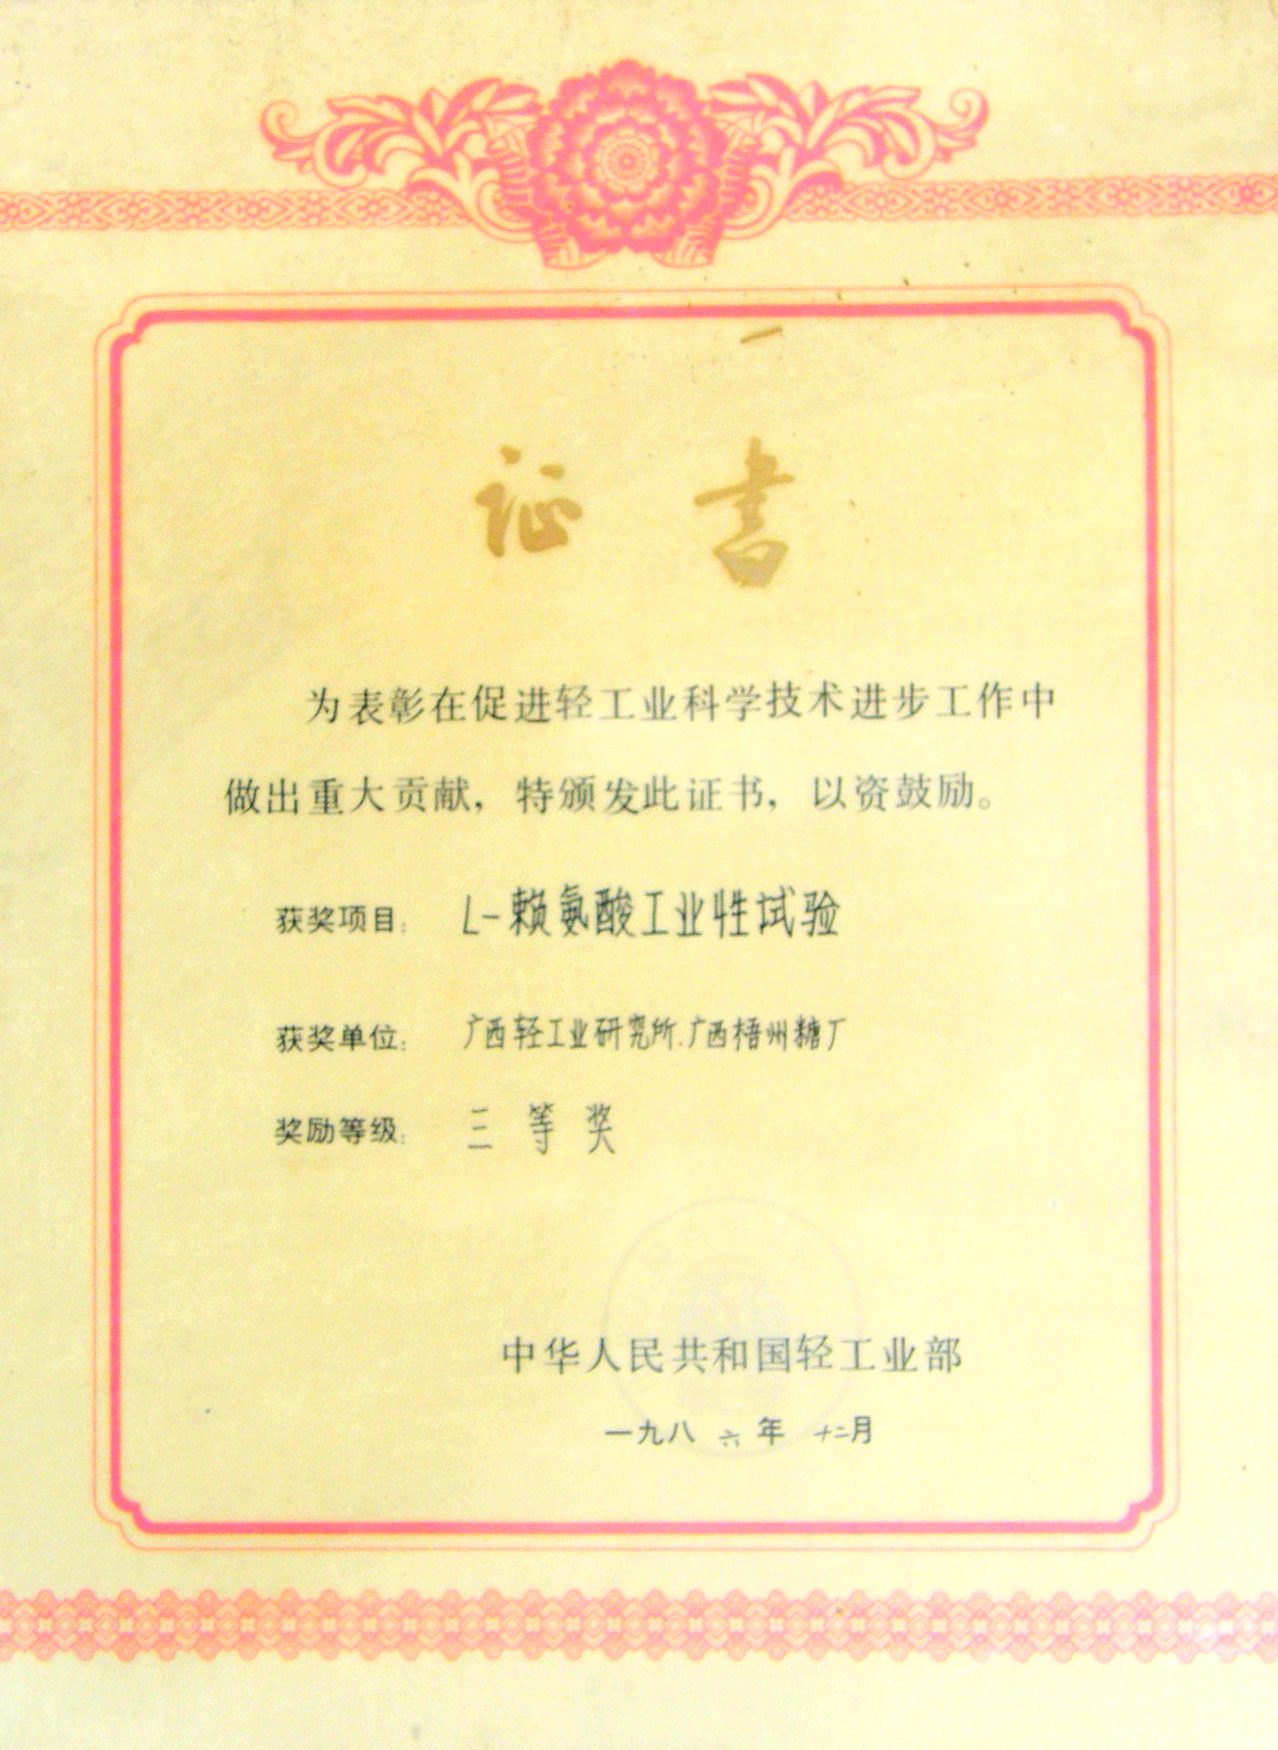 证书
为表彰在促进轻工业科学技术进步工作中
做出重大贡献，特颁发此证书，以资鼓励。
获奖项目： L-赖氨酸工业性试验
获奖单位： 广西轻工业研究所.广西梧州糖厂
奖励等级： 三等奖
中华人民共和国轻工业部
一九八六年十二月